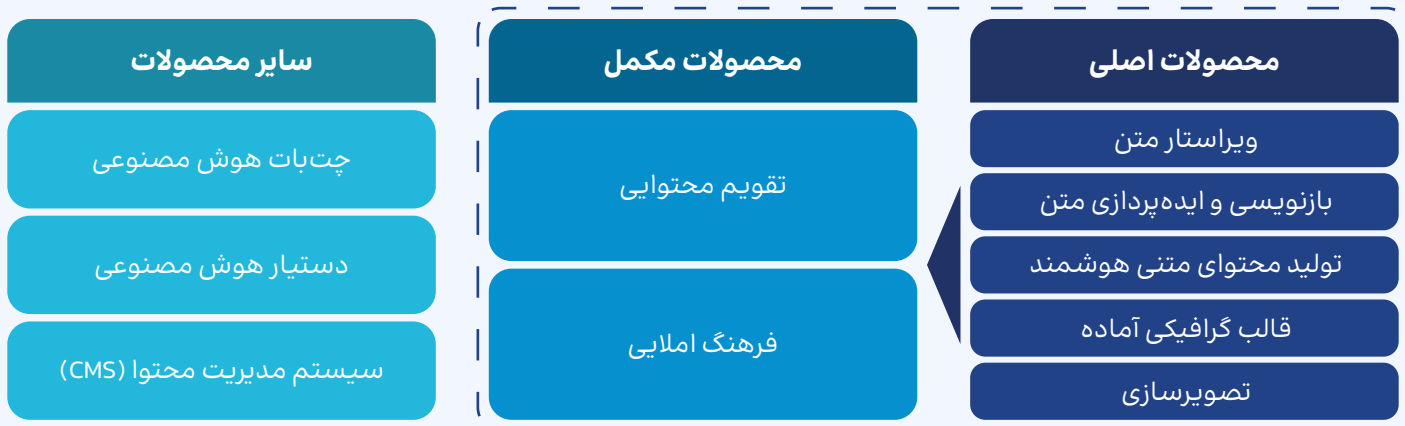 محصولات اصلی
ویراستار متن
بازنویسی و ایده‌پردازی متن
تولید محتوای متنی هوشمند
قالب گرافیکی آماده
تصویرسازی
محصولات مکمل
تقویم محتوایی
فرهنگ املایی
سایر محصولات
چت‌بات هوش مصنوعی
دستیار هوش مصنوعی
سیستم مدیریت محتوا (CMS)